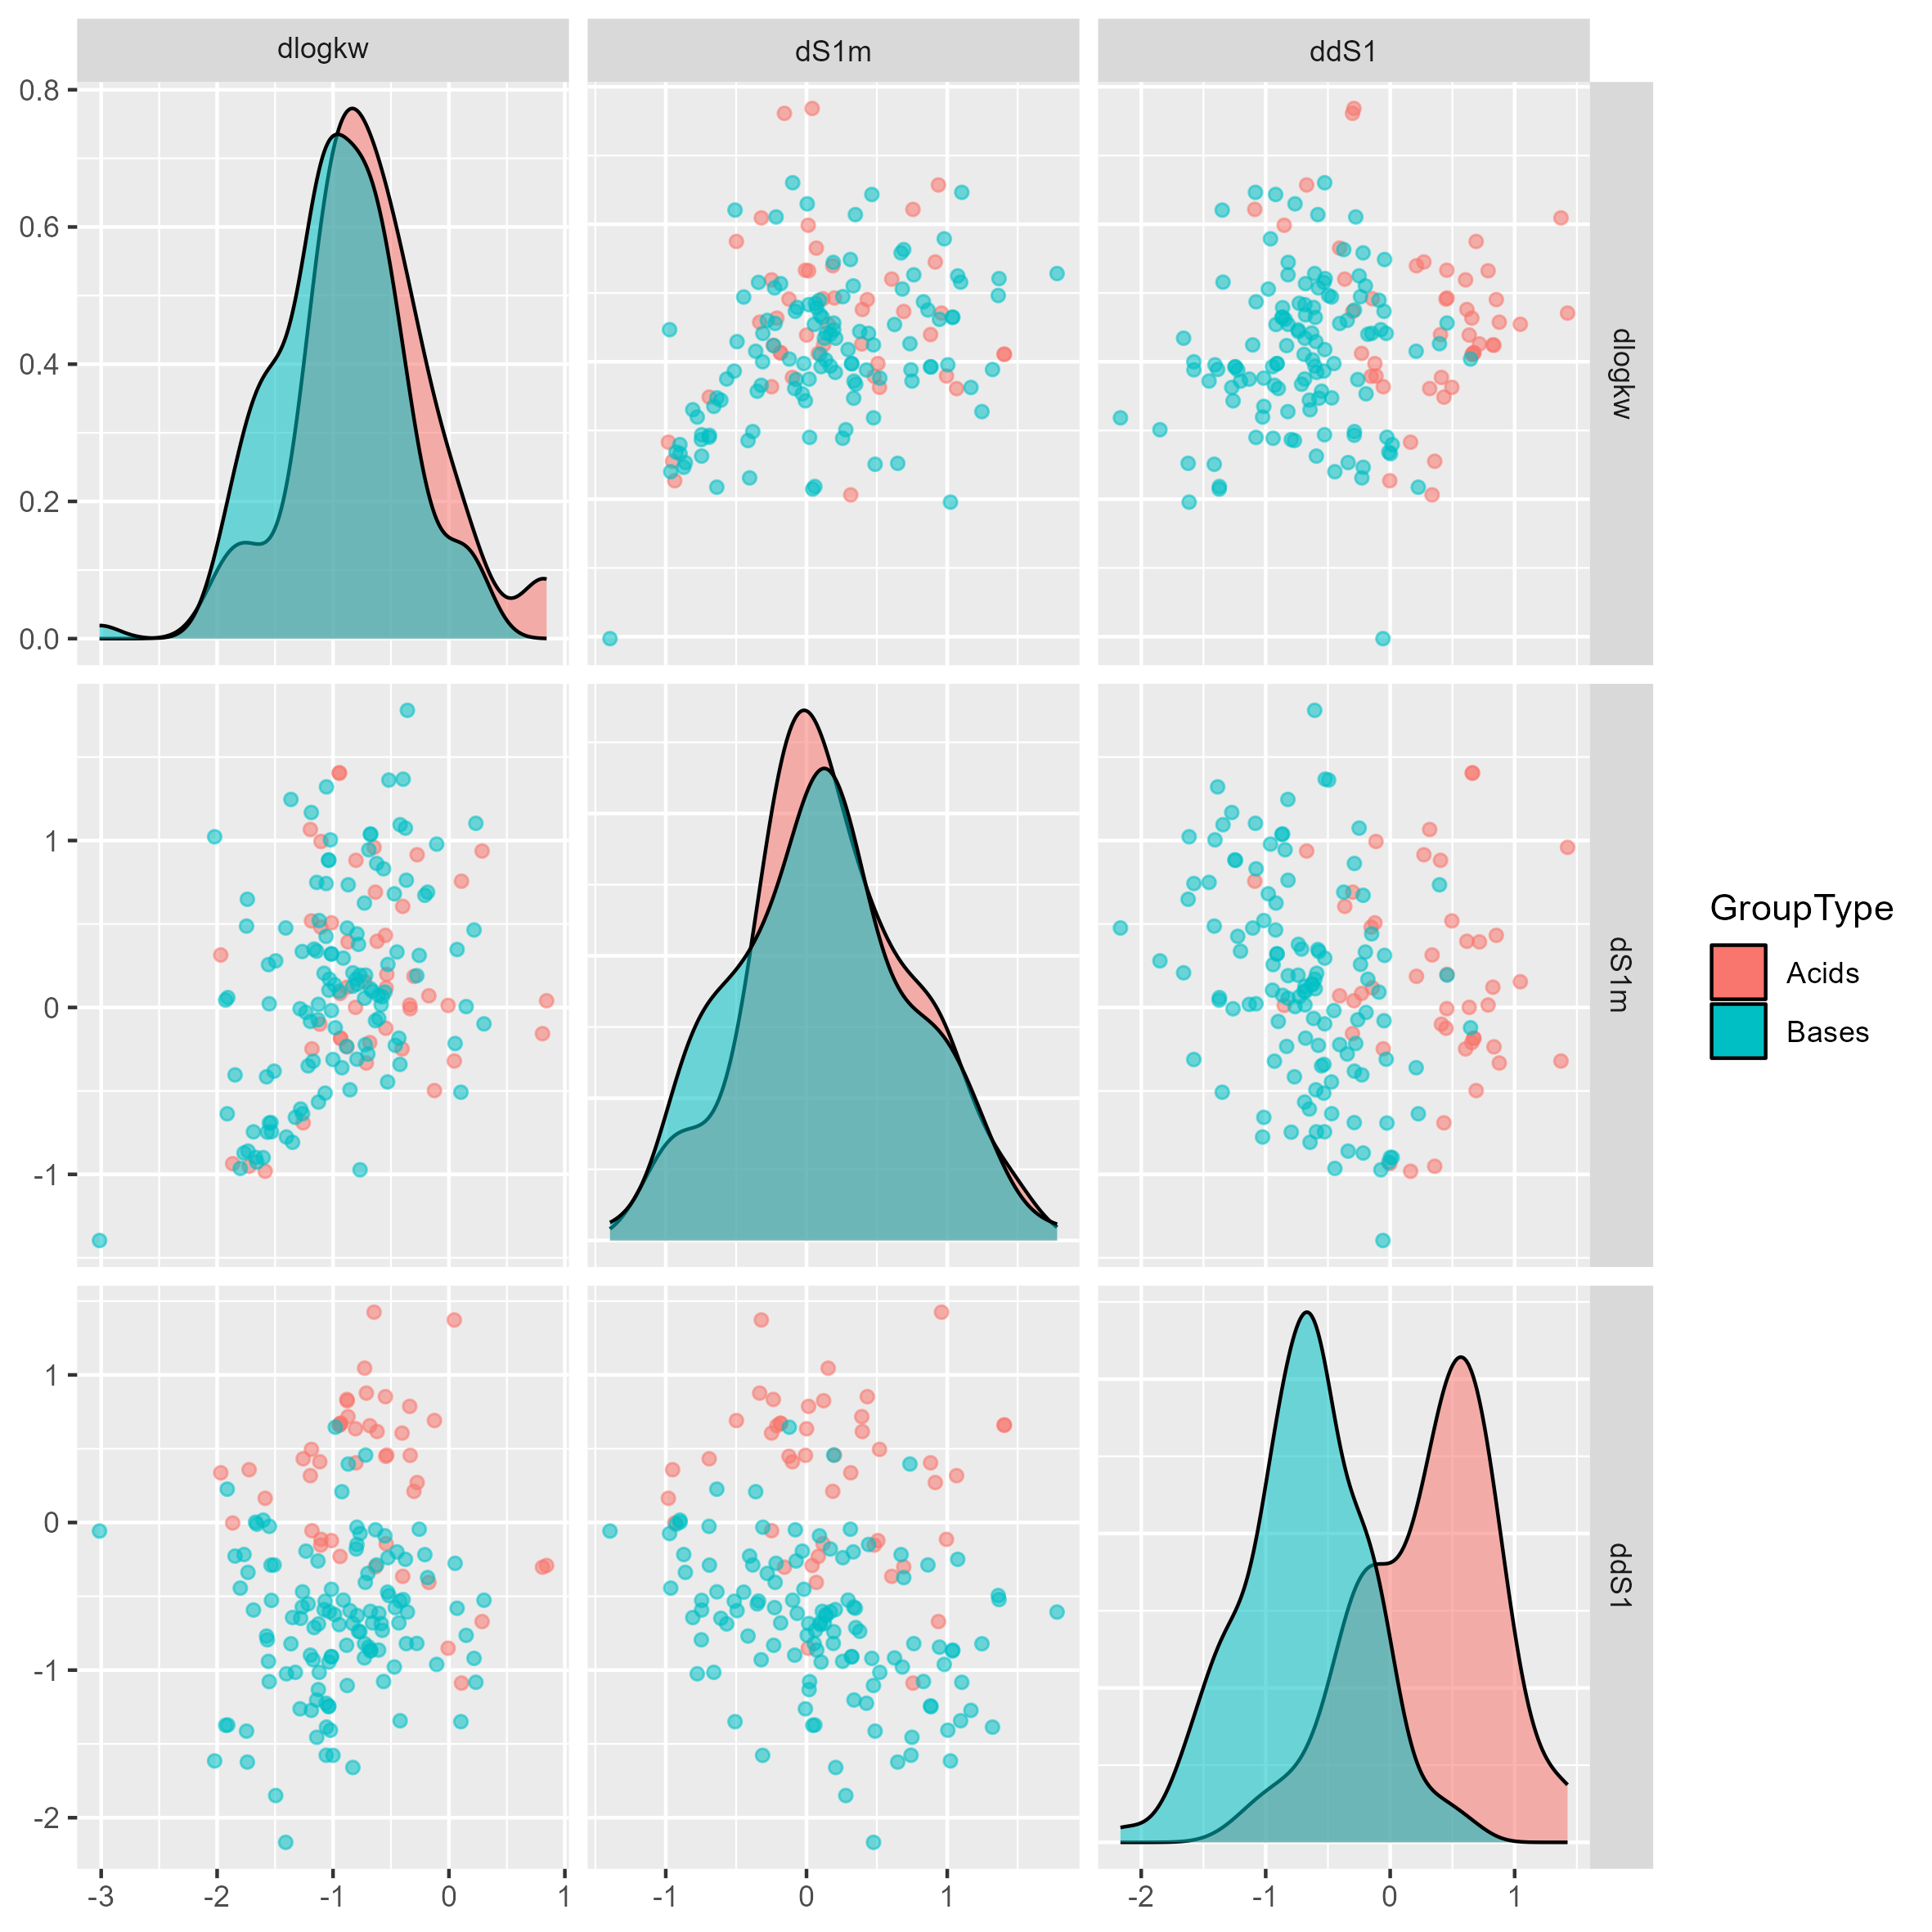 dlogkw
dS1m
ddS1
0.8
0.6
0.4
0.2
0.0
dlogkw
1
0
-1
dS1m
GroupType
Acids
Bases
1
0
-1
-2
ddS1
-3 -2 -1 0 1
-1 0 1
-2 -1 0 1